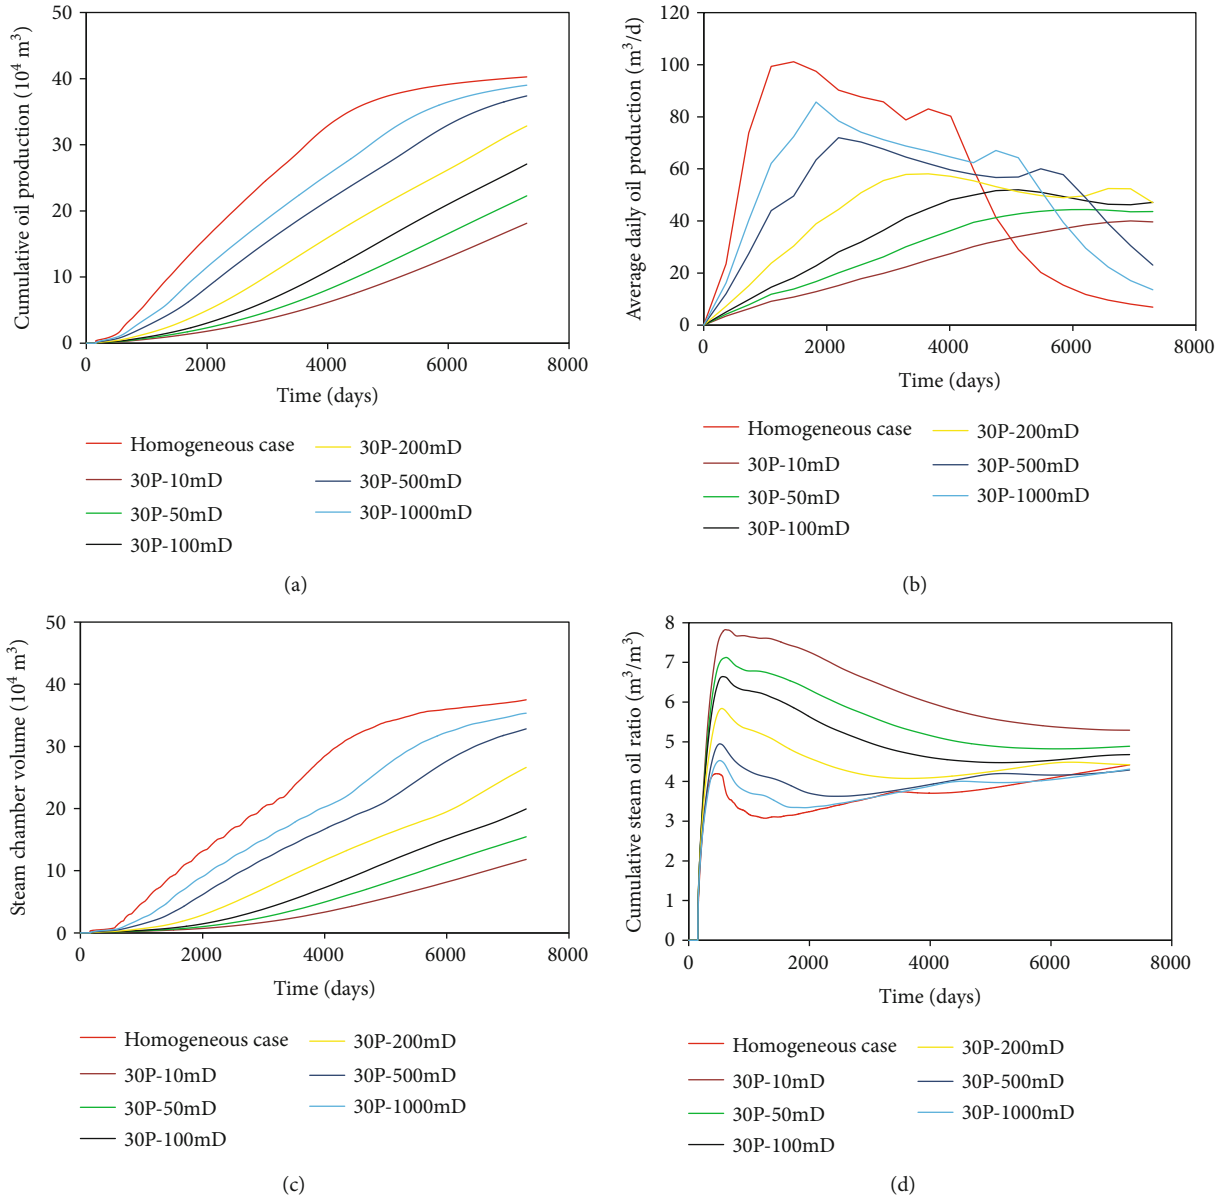 Cumulative oil production (10⁴ m³)
50
40
30
20
10
0
0 2000 4000 6000 8000
Time (days)
Homogeneous case
30P-10mD
30P-50mD
30P-100mD
30P-200mD
30P-500mD
30P-1000mD
(a)
Average daily oil production (m³/d)
120
100
80
60
40
20
0
0 2000 4000 6000 8000
Time (days)
Homogeneous case
30P-10mD
30P-50mD
30P-100mD
30P-200mD
30P-500mD
30P-1000mD
(b)
Steam chamber volume (10⁴ m³)
50
40
30
20
10
0
0 2000 4000 6000 8000
Time (days)
Homogeneous case
30P-10mD
30P-50mD
30P-100mD
30P-200mD
30P-500mD
30P-1000mD
(c)
Cumulative steam oil ratio (m³/m³)
8
7
6
5
4
3
2
1
0
0 2000 4000 6000 8000
Time (days)
Homogeneous case
30P-10mD
30P-50mD
30P-100mD
30P-200mD
30P-500mD
30P-1000mD
(d)